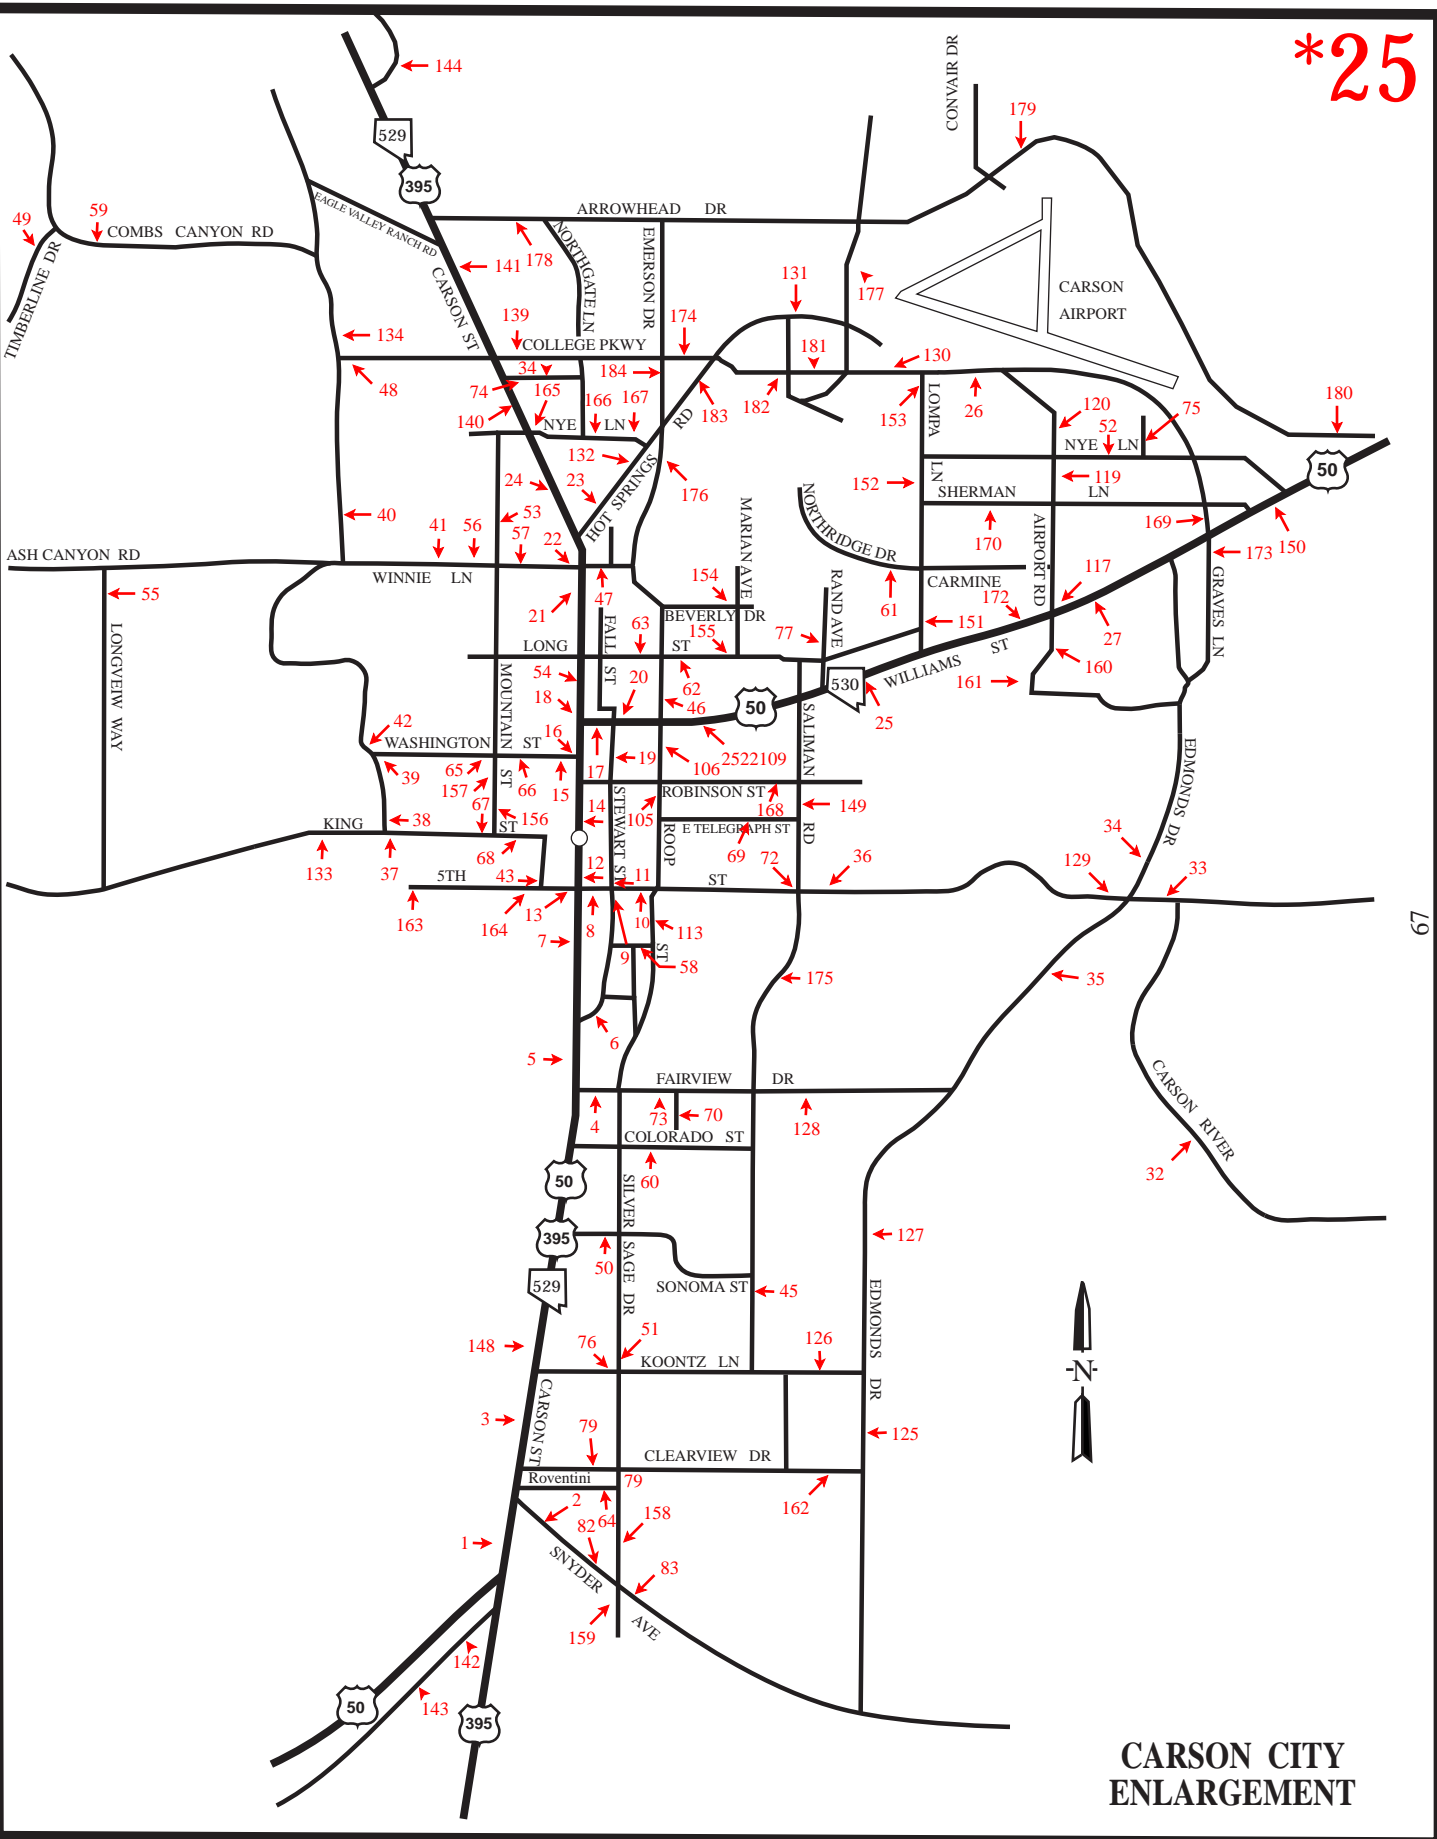 *25
144
CONVAIR DR
179
529
395
EAGLE VALLEY RANCH RD
ARROWHEAD DR
49
59
COMBS CANYON RD
TIMBERLINE DR
178
NORTHGATE LN
EMERSON DR
141
CARSON ST
131
177
CARSON
AIRPORT
134
139
174
COLLEGE PKWY
181
130
48
34
74
165
184
166
167
183
182
153
LOMPA
LN
26
120
52
75
180
140
NYE LN
RD
NYE LN
132
HOT SPRINGS
50
24
23
176
152
119
SHERMAN LN
40
41
56
53
57
22
MARIAN AVE
NORTHRIDGE DR
170
AIRPORT RD
169
173
150
ASH CANYON RD
WINNIE LN
154
RAND AVE
CARMINE
117
GRAVES LN
55
21
47
61
172
LONGVEIW WAY
FALL ST
63
BEVERLY DR
155
77
151
27
LONG ST
WILLIAMS ST
160
54
MOUNTAIN ST
20
62
530
161
18
46
50
25
SALIMAN RD
42
WASHINGTON ST
16
19
106
2522109
EDMONDS DR
39
65
157
66
15
17
ROBINSON ST
67
156
14
STEWART ST
105
168
149
38
KING ST
ROOP ST
E TELEGRAPH ST
34
133
37
68
12
69
72
36
129
33
5TH ST
43
11
163
164
13
8
10
113
67
7
9
58
175
35
6
5
FAIRVIEW DR
CARSON RIVER
4
73
70
128
COLORADO ST
32
50
60
SILVER SAGE DR
395
127
50
529
SONOMA ST
45
EDMONDS DR
148
76
51
126
KOONTZ LN
-N-
CARSON ST
3
79
125
CLEARVIEW DR
Roventini
79
2
64
162
82
158
1
SNYDER AVE
83
159
142
50
143
395
CARSON CITY
ENLARGEMENT